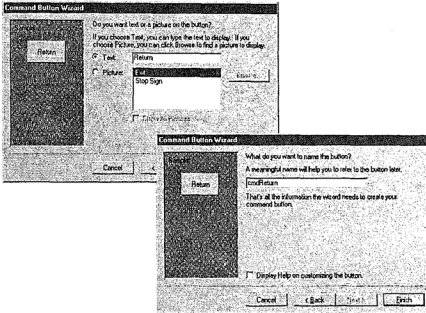 Command Button Wizard
Do you want text or a picture on the button?
If you choose Text, you can type the text to display. If you
choose Picture, you can click Browse to find a picture to display.
Return
Text:
Return
Picture:
Exit
Stop Sign
Cancel
Command Button Wizard
What do you want to name the button?
A meaningful name will help you to refer to the button later.
Return
cmdReturn
That's all the information the wizard needs to create your
command button.
Display Help on customizing the button.
Cancel
< Back
Next >
Finish